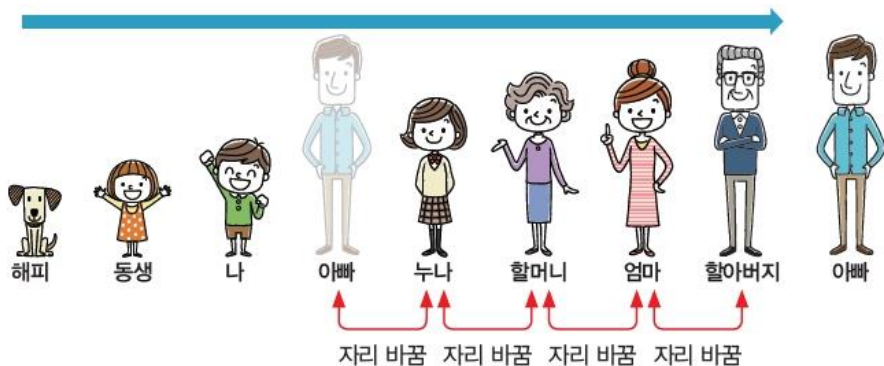 해피 동생 나 아빠 누나 할머니 엄마 할아버지 아빠
자리 바꿈 자리 바꿈 자리 바꿈 자리 바꿈